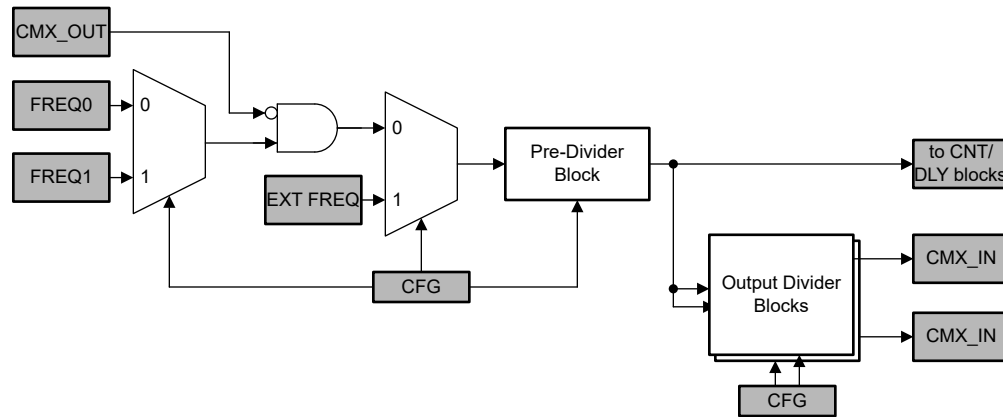 CMX_OUT
FREQ0
0
FREQ1
1
0
EXT FREQ
1
Pre-Divider
Block
to CNT/
DLY blocks
CFG
Output Divider
Blocks
CMX_IN
CMX_IN
CFG